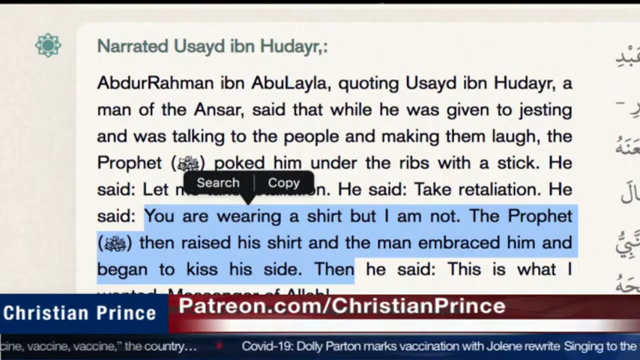 Narrated Usayd ibn Hudayr,:
AbdurRahman ibn AbuLayla, quoting Usayd ibn Hudayr, a
man of the Ansar, said that while he was given to jesting
and was talking to the people and making them laugh, the
Prophet (ﷺ) poked him under the ribs with a stick. He
Search Copy
said: Let me take retaliation. He said: Take retaliation. He
said: You are wearing a shirt but I am not. The Prophet
(ﷺ) then raised his shirt and the man embraced him and
began to kiss his side. Then he said: This is what I
wanted, Messenger of Allah!
Christian Prince
Patreon.com/ChristianPrince
cine, vaccine, vaccine,” the country…
Covid-19: Dolly Parton marks vaccination with Jolene rewrite Singing to the